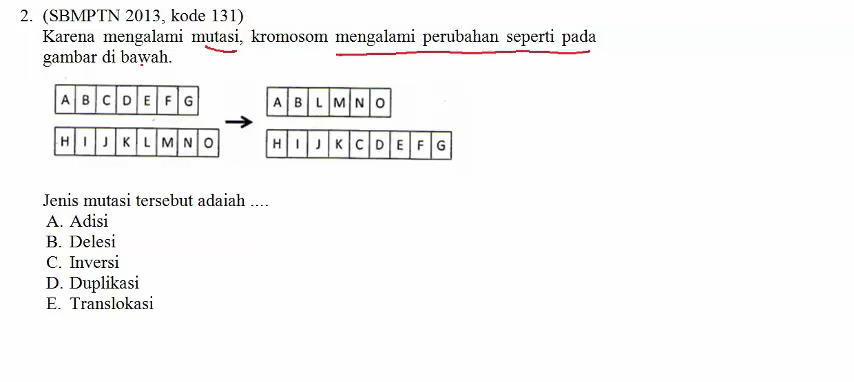 2. (SBMPTN 2013, kode 131)
Karena mengalami mutasi, kromosom mengalami perubahan seperti pada
gambar di bawah.
A B C D E F G
A B L M N O
H I J K L M N O
H I J K C D E F G
Jenis mutasi tersebut adaiah ....
A. Adisi
B. Delesi
C. Inversi
D. Duplikasi
E. Translokasi